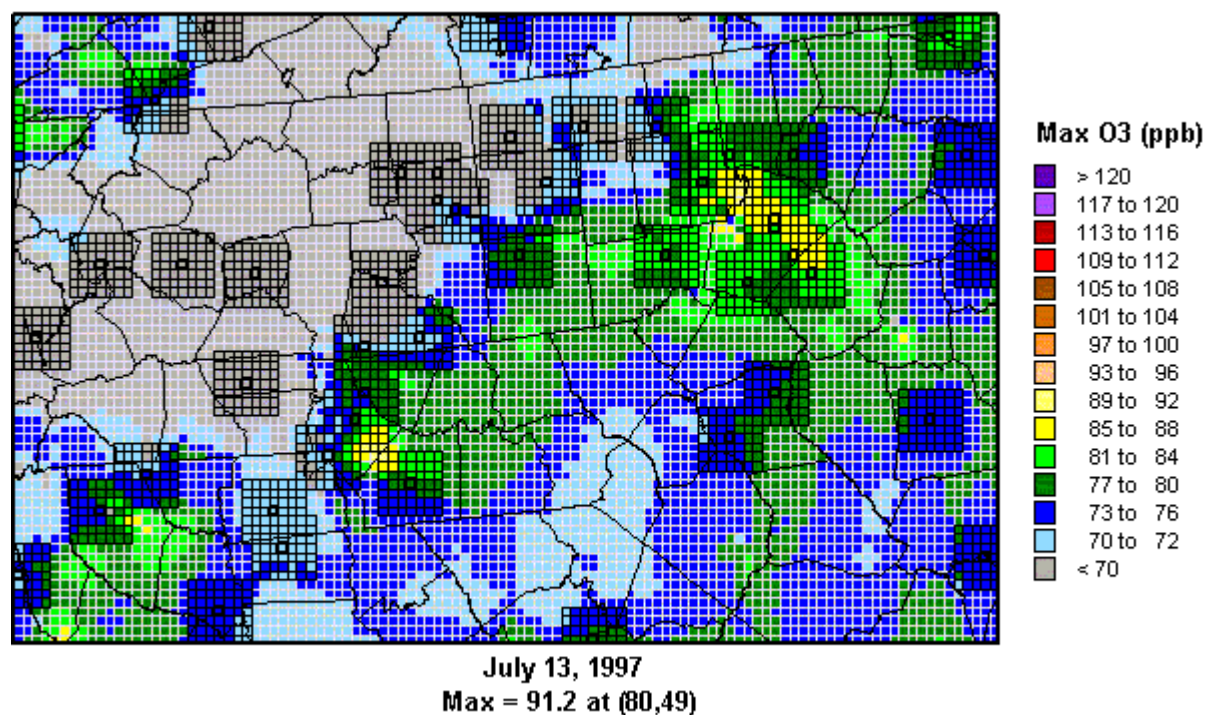 Max O3 (ppb)
> 120
117 to 120
113 to 116
109 to 112
105 to 108
101 to 104
97 to 100
93 to 96
89 to 92
85 to 88
81 to 84
77 to 80
73 to 76
70 to 72
< 70
July 13, 1997
Max = 91.2 at (80,49)